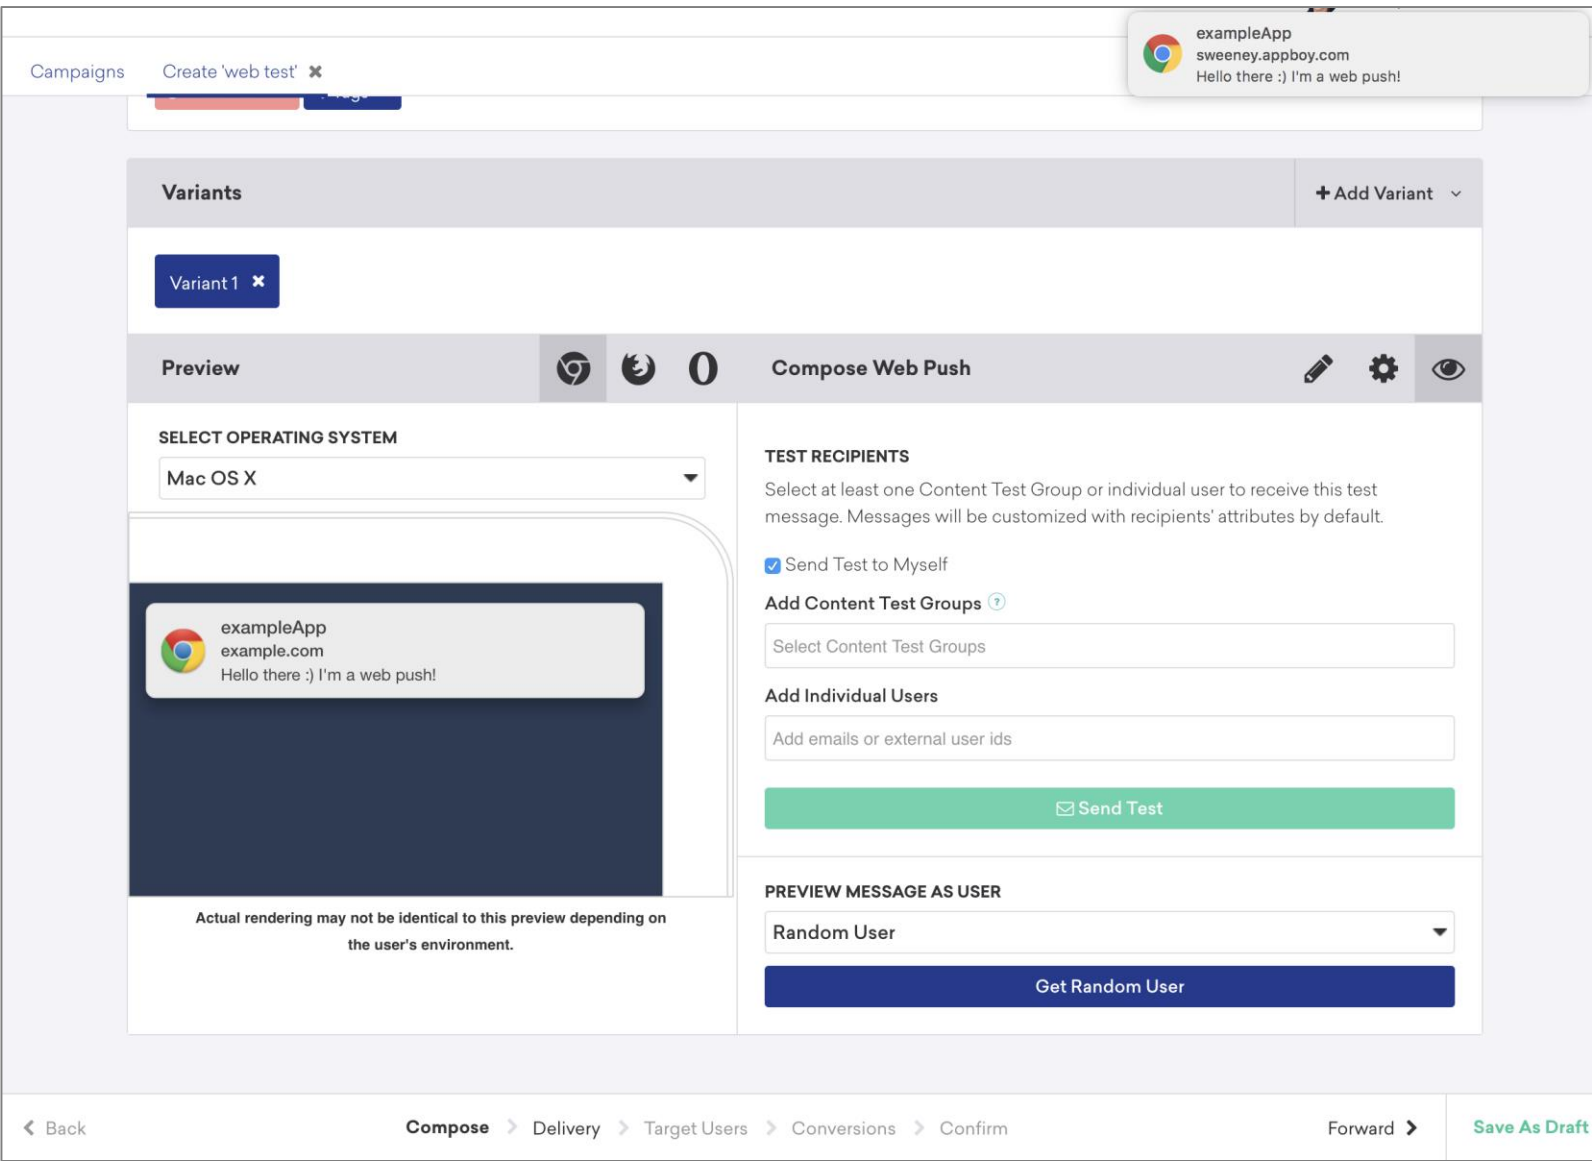 exampleApp
sweeney.appboy.com
Hello there :) I'm a web push!
Campaigns
Create 'web test'
Variants
Add Variant
Variant 1
Preview
Compose Web Push
SELECT OPERATING SYSTEM
Mac OS X
exampleApp
example.com
Hello there :) I'm a web push!
Actual rendering may not be identical to this preview depending on
the user's environment.
TEST RECIPIENTS
Select at least one Content Test Group or individual user to receive this test
message. Messages will be customized with recipients' attributes by default.
Send Test to Myself
Add Content Test Groups ?
Select Content Test Groups
Add Individual Users
Add emails or external user ids
Send Test
PREVIEW MESSAGE AS USER
Random User
Get Random User
Back
Compose
Delivery
Target Users
Conversions
Confirm
Forward
Save As Draft